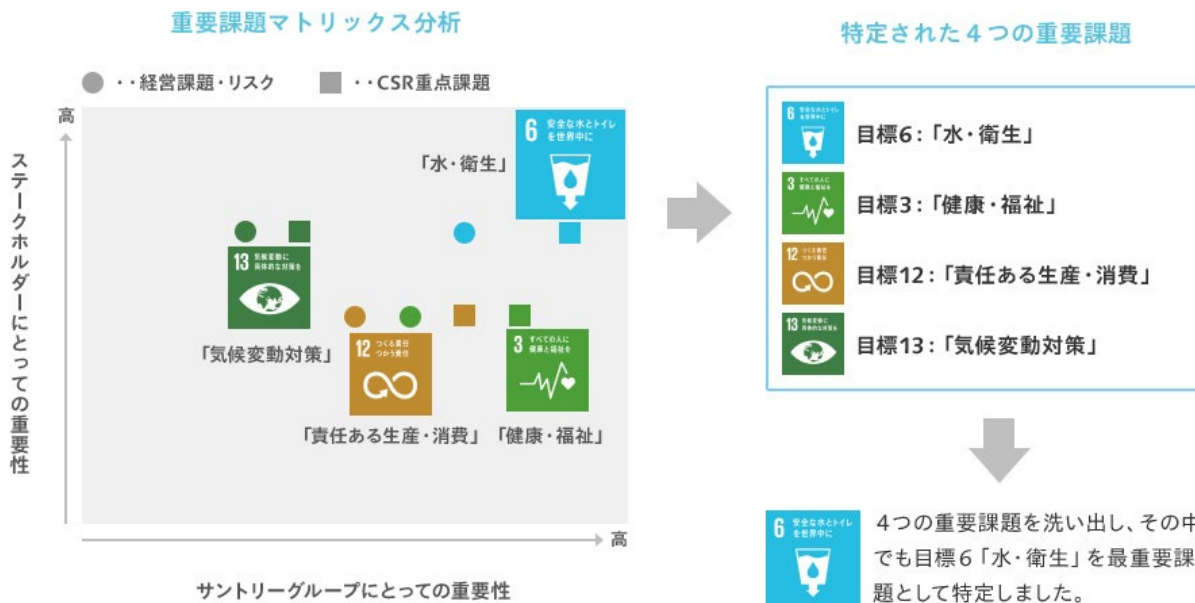 重要課題マトリックス分析
● ・・経営課題・リスク ■ ・・CSR重点課題
高
ステークホルダーにとっての重要性
6 安全な水とトイレ
を世界中に
「水・衛生」
13 気候変動に
具体的な対策を
「気候変動対策」
12 つくる責任
つかう責任
「責任ある生産・消費」
3 すべての人に
健康と福祉を
「健康・福祉」
高
サントリーグループにとっての重要性
特定された４つの重要課題
6 安全な水とトイレ
を世界中に
目標6：「水・衛生」
3 すべての人に
健康と福祉を
目標3：「健康・福祉」
12 つくる責任
つかう責任
目標12：「責任ある生産・消費」
13 気候変動に
具体的な対策を
目標13：「気候変動対策」
6 安全な水とトイレ
を世界中に
４つの重要課題を洗い出し、その中
でも目標６「水・衛生」を最重要課
題として特定しました。